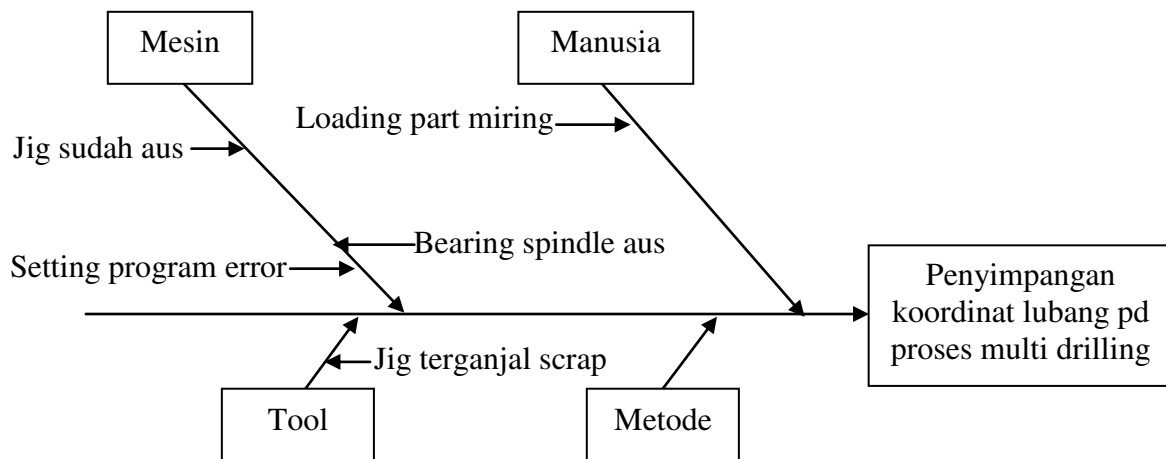 Mesin
Manusia
Loading part miring
Jig sudah aus
Bearing spindle aus
Setting program error
Penyimpangan
koordinat lubang pd
proses multi drilling
Jig terganjal scrap
Tool
Metode